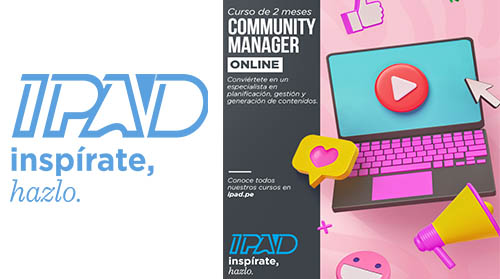 IPAD
inspírate,
hazlo.
Curso de 2 meses
COMMUNITY
MANAGER
ONLINE
Conviértete en un
especialista en
planificación, gestión y
generación de contenidos.
Conoce todos
nuestros cursos en
ipad.pe
IPAD
inspírate,
hazlo.